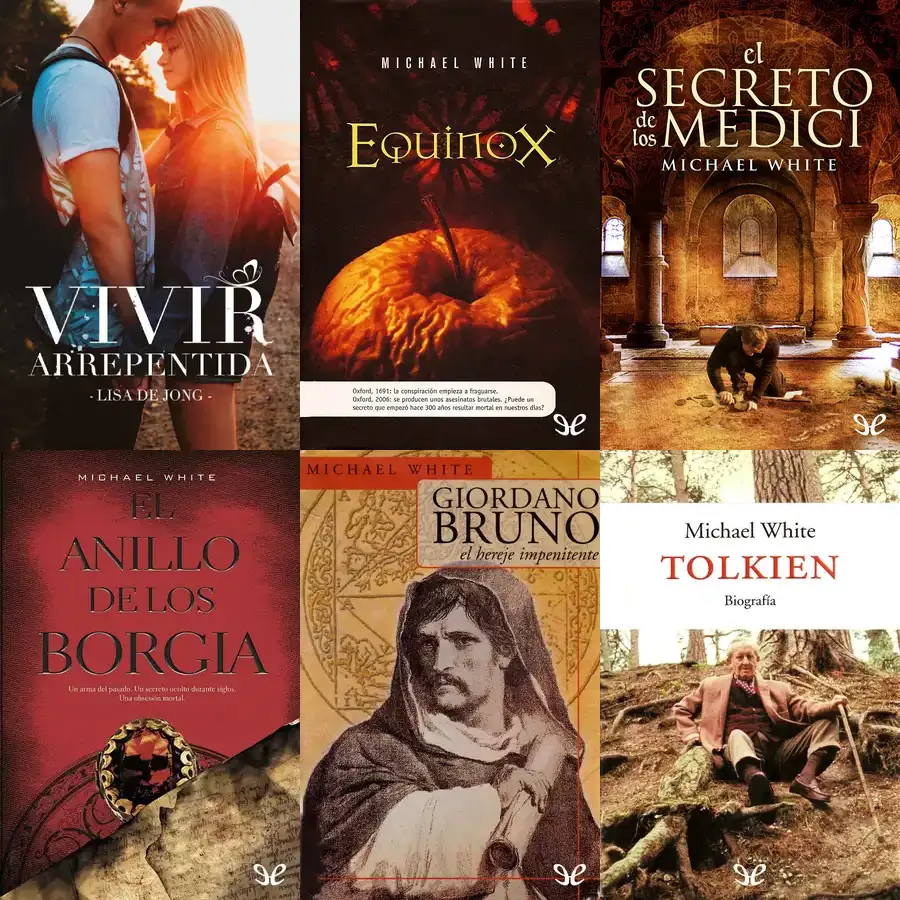 VIVIR
ARREPENTIDA
- LISA DE JONG -
MICHAEL WHITE
EQUINOX
Oxford, 1691: la conspiración empieza a fraguarse.
Oxford, 2006: se producen unos asesinatos brutales. ¿Puede un
secreto que empezó hace 300 años resultar mortal en nuestros días?
el
SECRETO
de los MEDICI
MICHAEL WHITE
MICHAEL WHITE
EL
ANILLO
DE LOS
BORGIA
Un arma del pasado. Un secreto oculto durante siglos.
Una obsesión mortal.
MICHAEL WHITE
GIORDANO
BRUNO
el hereje impenitente
Michael White
TOLKIEN
Biografía